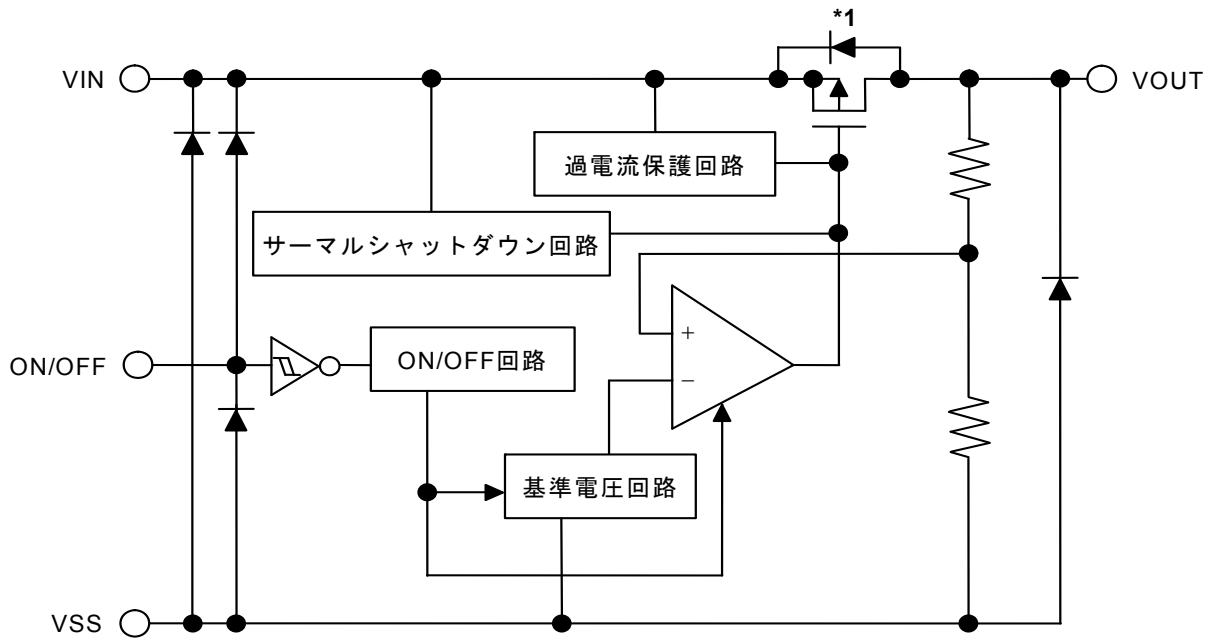 *1
VIN
VOUT
過電流保護回路
サーマルシャットダウン回路
+
−
ON/OFF
ON/OFF回路
基準電圧回路
VSS